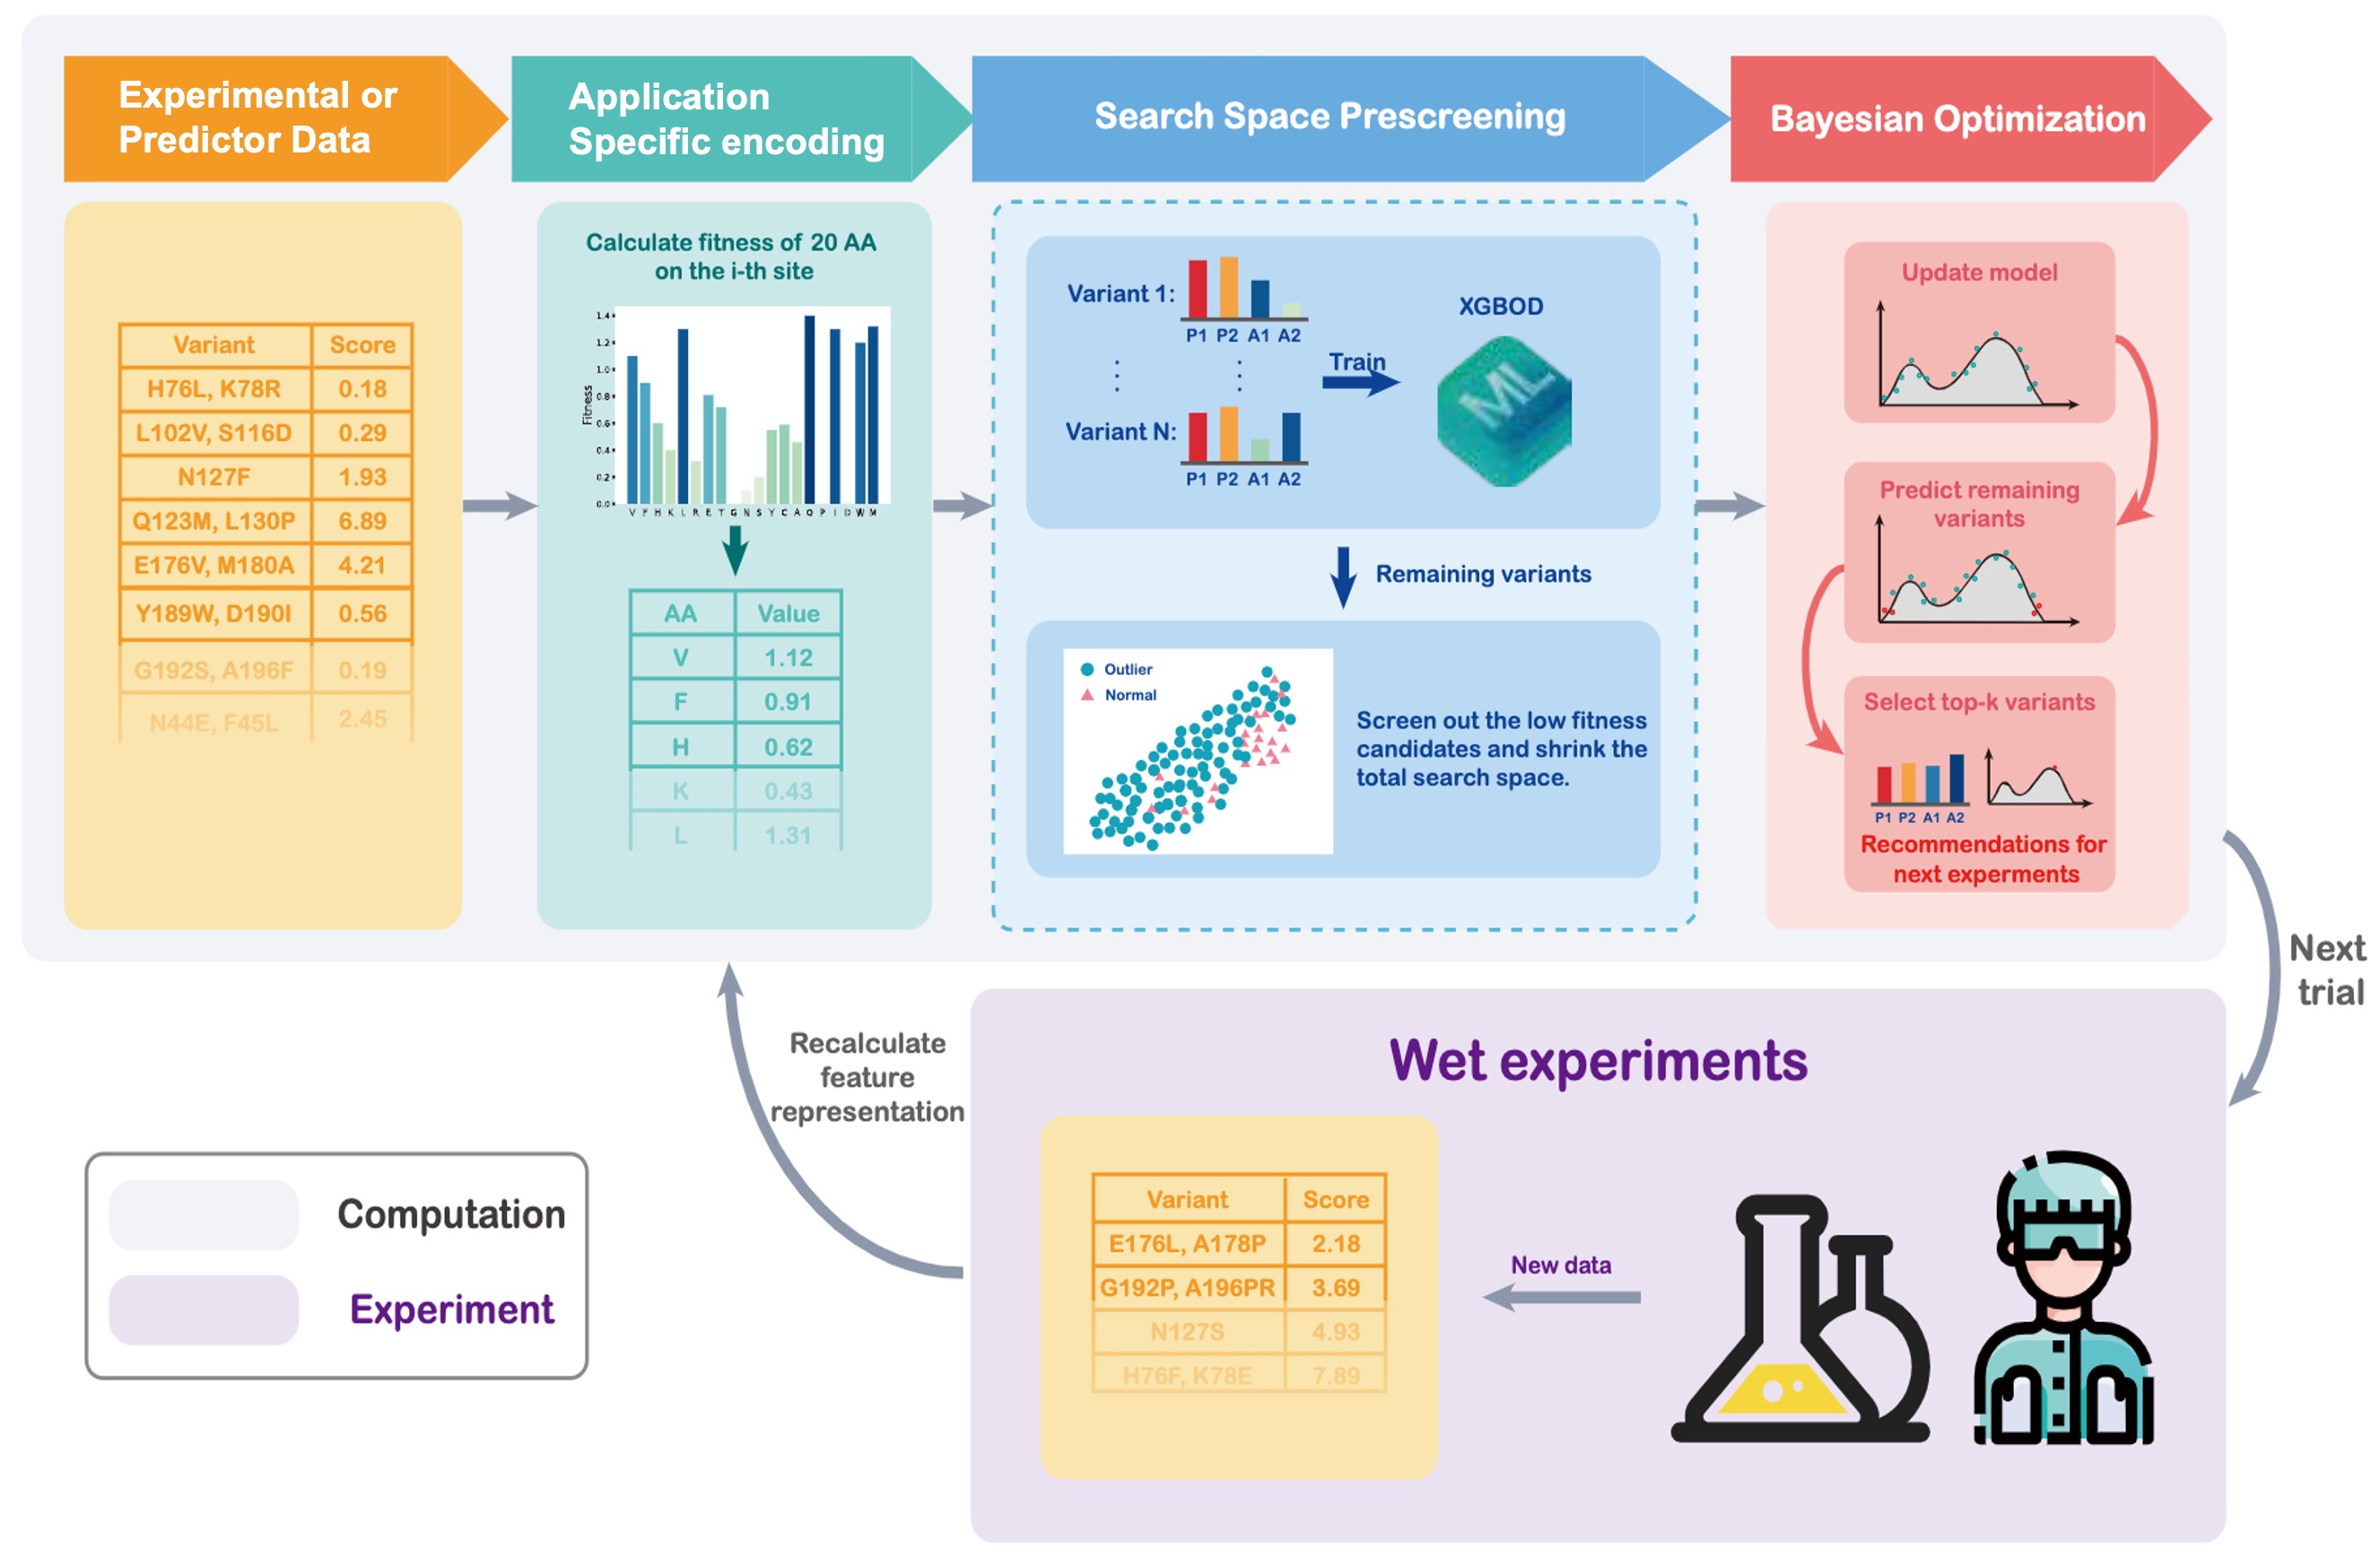 Experimental or
Predictor Data
Application
Specific encoding
Search Space Prescreening
Bayesian Optimization
Variant Score
H76L, K78R 0.18
L102V, S116D 0.29
N127F 1.93
Q123M, L130P 6.89
E176V, M180A 4.21
Y189W, D190I 0.56
G192S, A196F 0.19
N44E, F45L 2.45
Calculate fitness of 20 AA
on the i-th site
Fitness
1.4
1.2
1.0
0.8
0.6
0.4
0.2
0.0
V F H K L R E T G N S Y C A Q P I D W M
AA Value
V 1.12
F 0.91
H 0.62
K 0.43
L 1.31
Variant 1:
P1 P2 A1 A2
Variant N:
P1 P2 A1 A2
Train
XGBOD
Remaining variants
Outlier
Normal
Screen out the low fitness
candidates and shrink the
total search space.
Update model
Predict remaining
variants
Select top-k variants
P1 P2 A1 A2
Recommendations for
next experments
Next
trial
Recalculate
feature
representation
Wet experiments
Variant Score
E176L, A178P 2.18
G192P, A196PR 3.69
N127S 4.93
H76F, K78E 7.89
New data
Computation
Experiment
ML